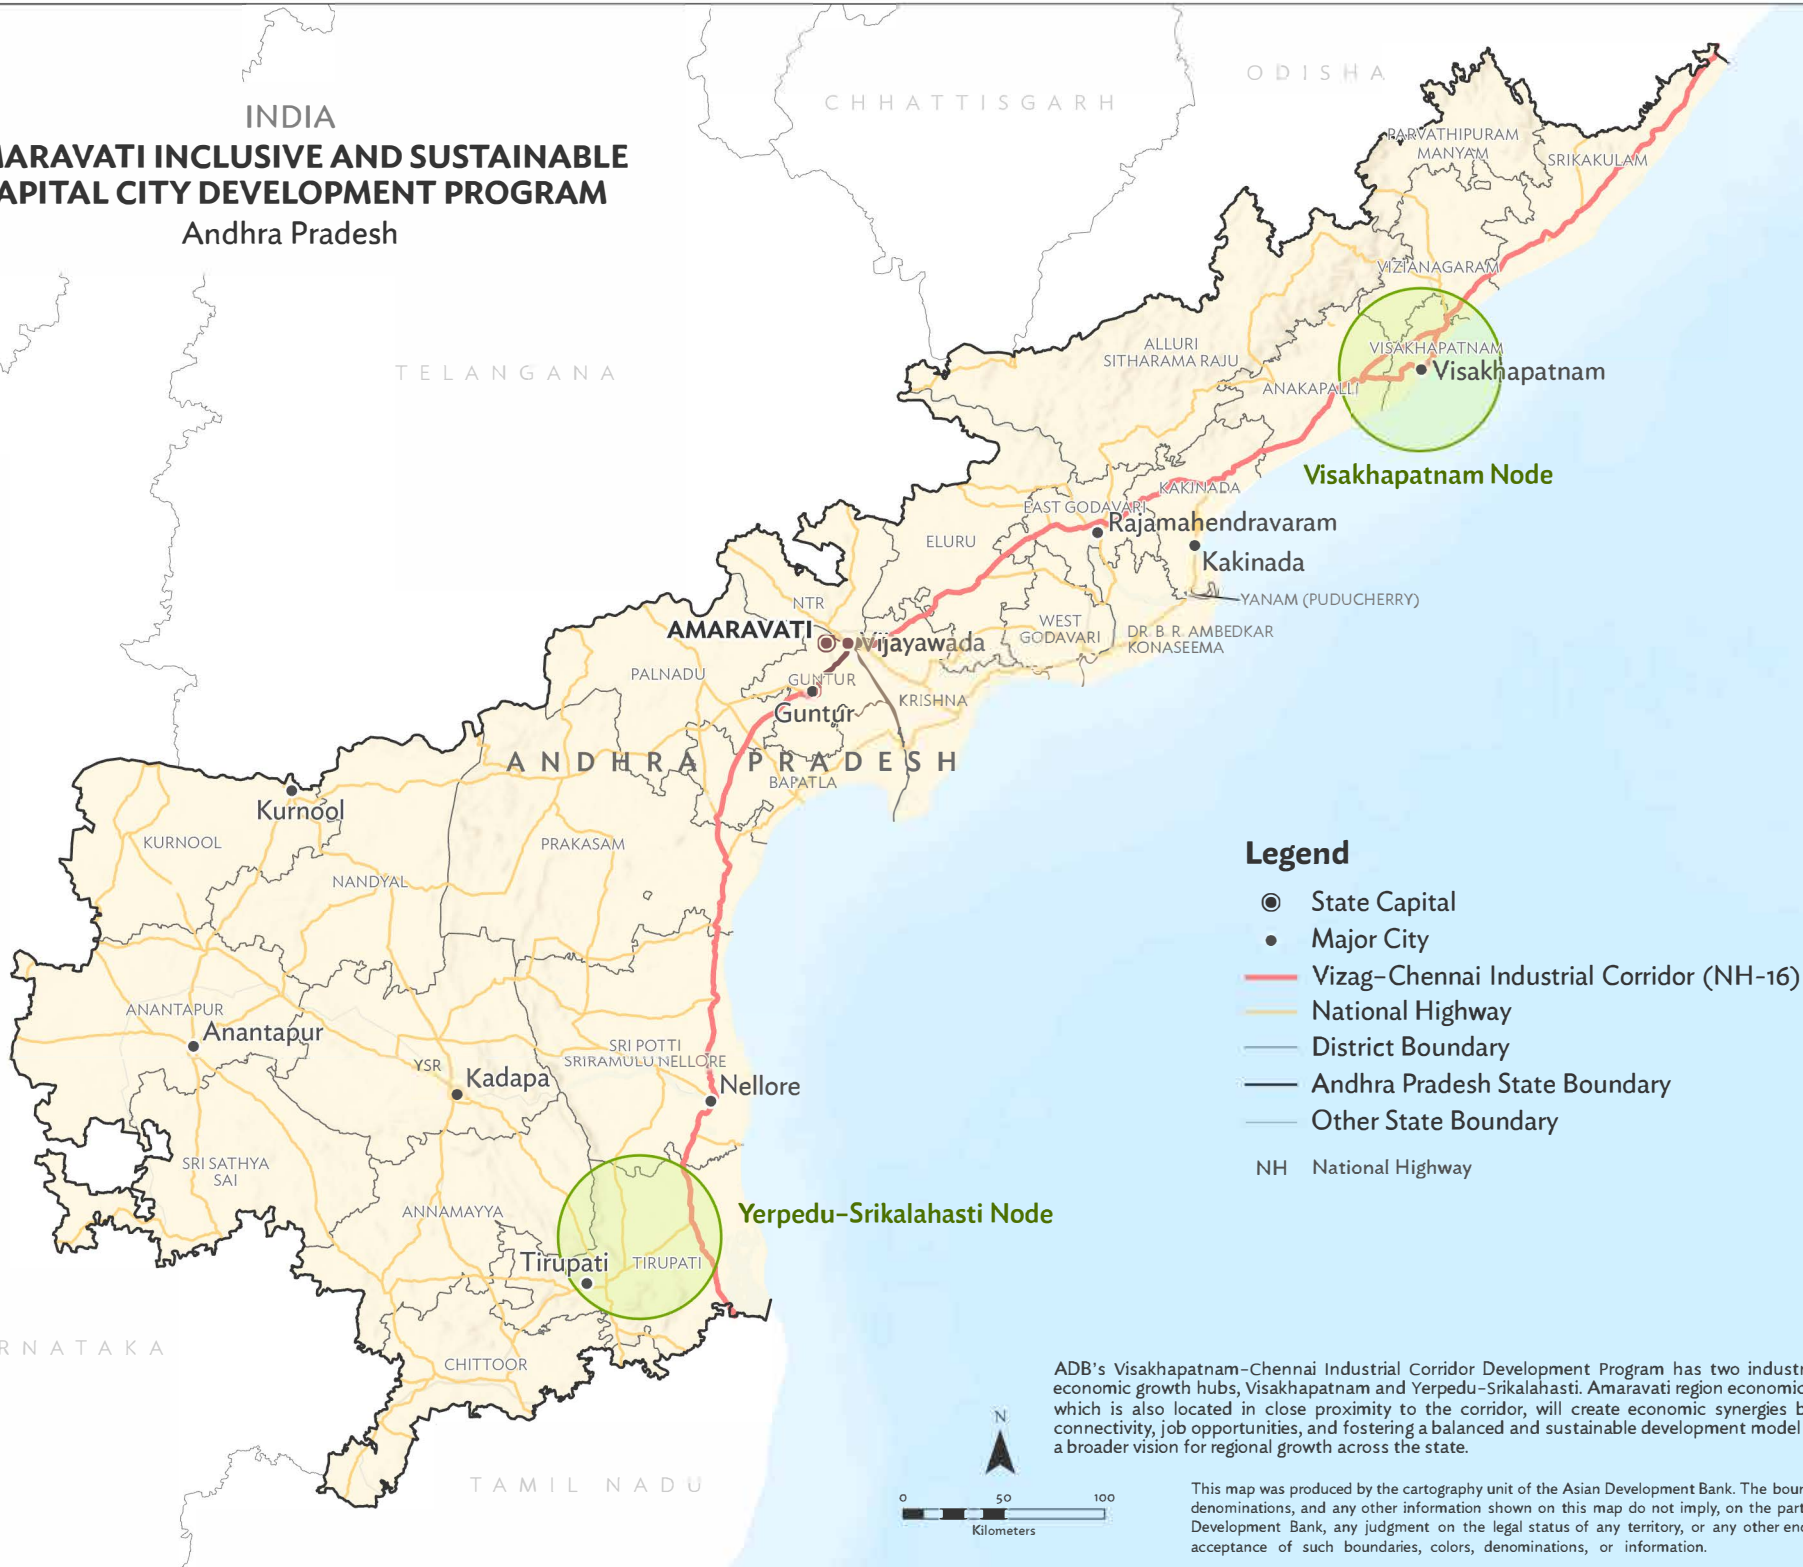 INDIA
MARAVATI INCLUSIVE AND SUSTAINABLE
APITAL CITY DEVELOPMENT PROGRAM
Andhra Pradesh
ODISHA
CHHATTISGARH
PARVATHIPURAM
MANYAM
SRIKAKULAM
VIZIANAGARAM
TELANGANA
ALLURI
SITHARAMA RAJU
VISAKHAPATNAM
Visakhapatnam
ANAKAPALLI
Visakhapatnam Node
KAKINADA
EAST GODAVARI
Rajamahendravaram
ELURU
Kakinada
YANAM (PUDUCHERRY)
NTR
AMARAVATI
Vijayawada
WEST
GODAVARI
DR. B. R. AMBEDKAR
KONASEEMA
PALNADU
GUNTUR
KRISHNA
Guntur
ANDHRA PRADESH
BAPATLA
Kurnool
KURNOOL
PRAKASAM
NANDYAL
Legend
State Capital
Major City
Vizag–Chennai Industrial Corridor (NH-16)
National Highway
District Boundary
Andhra Pradesh State Boundary
Other State Boundary
NH National Highway
ANANTAPUR
Anantapur
SRI POTTI
SRIRAMULU NELLORE
YSR
Kadapa
Nellore
SRI SATHYA
SAI
ANNAMAYYA
Yerpedu–Srikalahasti Node
Tirupati
TIRUPATI
RNATAKA
CHITTOOR
TAMIL NADU
ADB's Visakhapatnam–Chennai Industrial Corridor Development Program has two industr
economic growth hubs, Visakhapatnam and Yerpedu–Srikalahasti. Amaravati region economic
which is also located in close proximity to the corridor, will create economic synergies b
connectivity, job opportunities, and fostering a balanced and sustainable development model
a broader vision for regional growth across the state.
N
0 50 100
Kilometers
This map was produced by the cartography unit of the Asian Development Bank. The boun
denominations, and any other information shown on this map do not imply, on the part
Development Bank, any judgment on the legal status of any territory, or any other end
acceptance of such boundaries, colors, denominations, or information.